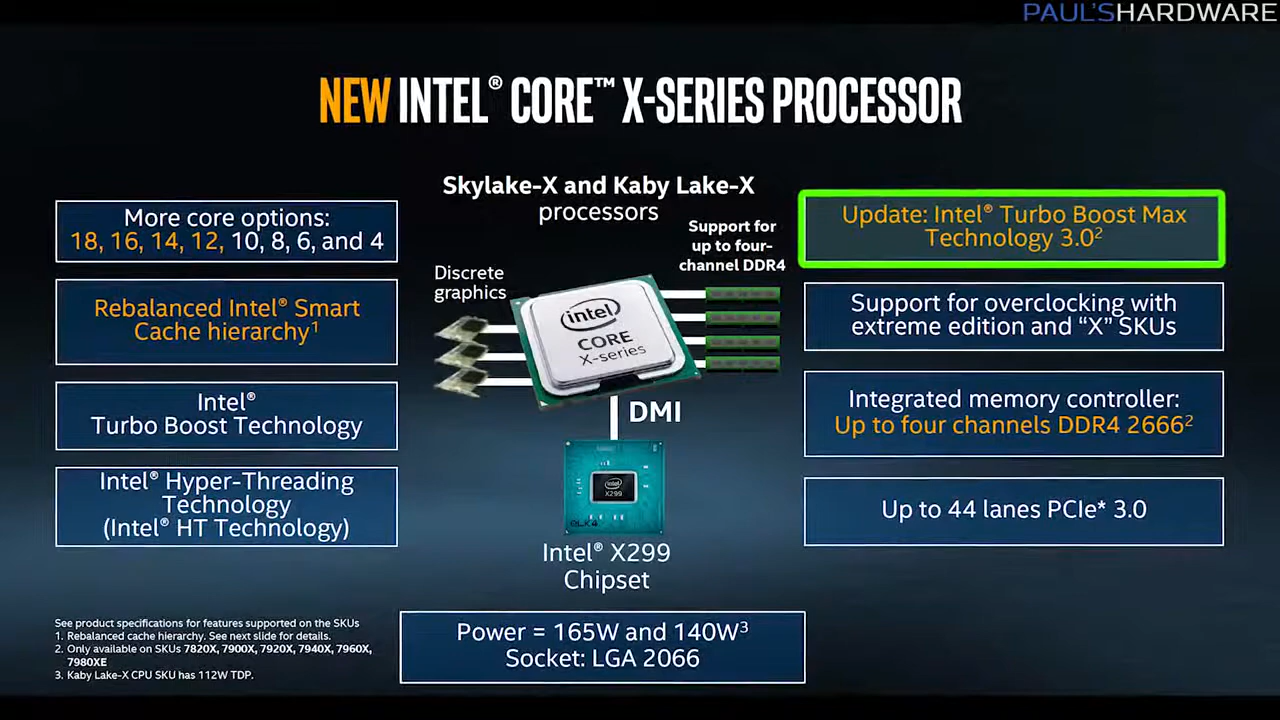 PAUL'SHARDWARE
NEW INTEL® CORE™ X-SERIES PROCESSOR
Skylake-X and Kaby Lake-X
processors
More core options:
18, 16, 14, 12, 10, 8, 6, and 4
Rebalanced Intel® Smart
Cache hierarchy¹
Intel®
Turbo Boost Technology
Intel® Hyper-Threading
Technology
(Intel® HT Technology)
Discrete
graphics
Support for
up to four-
channel DDR4
intel
CORE
X-series
DMI
intel
X299
Intel® X299
Chipset
Update: Intel® Turbo Boost Max
Technology 3.0²
Support for overclocking with
extreme edition and “X” SKUs
Integrated memory controller:
Up to four channels DDR4 2666²
Up to 44 lanes PCIe* 3.0
Power = 165W and 140W³
Socket: LGA 2066
See product specifications for features supported on the SKUs
1. Rebalanced cache hierarchy. See next slide for details.
2. Only available on SKUs 7820X, 7900X, 7920X, 7940X, 7960X,
7980XE
3. Kaby Lake-X CPU SKU has 112W TDP.